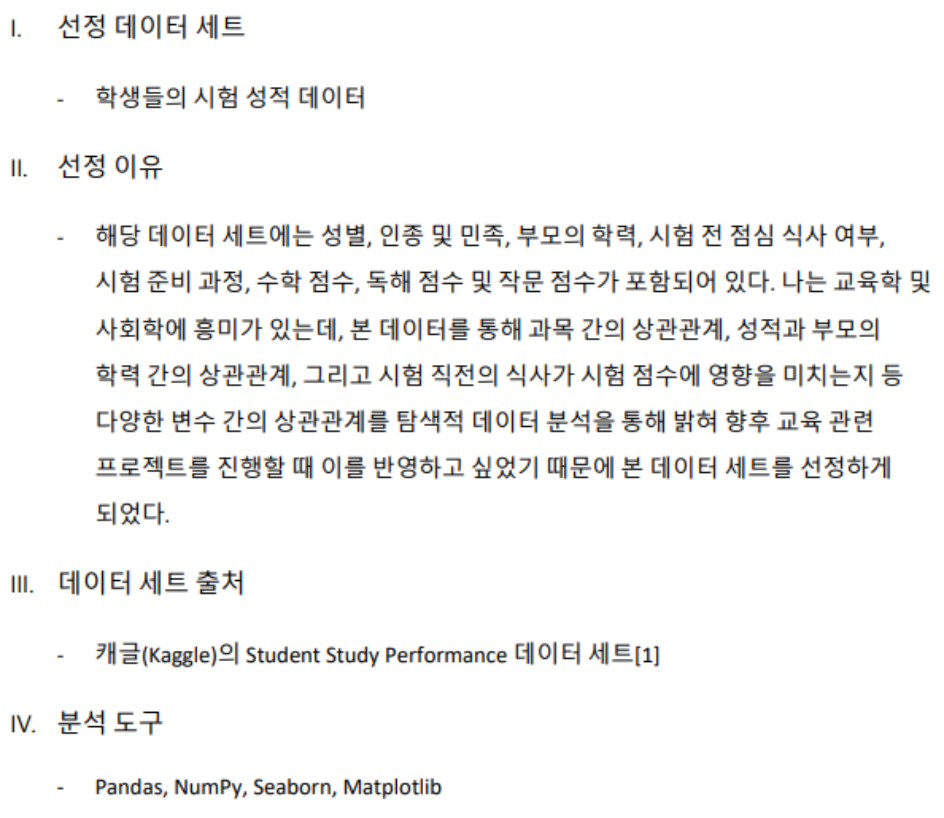 I. 선정 데이터 세트
- 학생들의 시험 성적 데이터
II. 선정 이유
- 해당 데이터 세트에는 성별, 인종 및 민족, 부모의 학력, 시험 전 점심 식사 여부,
시험 준비 과정, 수학 점수, 독해 점수 및 작문 점수가 포함되어 있다. 나는 교육학 및
사회학에 흥미가 있는데, 본 데이터를 통해 과목 간의 상관관계, 성적과 부모의
학력 간의 상관관계, 그리고 시험 직전의 식사가 시험 점수에 영향을 미치는지 등
다양한 변수 간의 상관관계를 탐색적 데이터 분석을 통해 밝혀 향후 교육 관련
프로젝트를 진행할 때 이를 반영하고 싶었기 때문에 본 데이터 세트를 선정하게
되었다.
III. 데이터 세트 출처
- 캐글(Kaggle)의 Student Study Performance 데이터 세트[1]
IV. 분석 도구
- Pandas, NumPy, Seaborn, Matplotlib